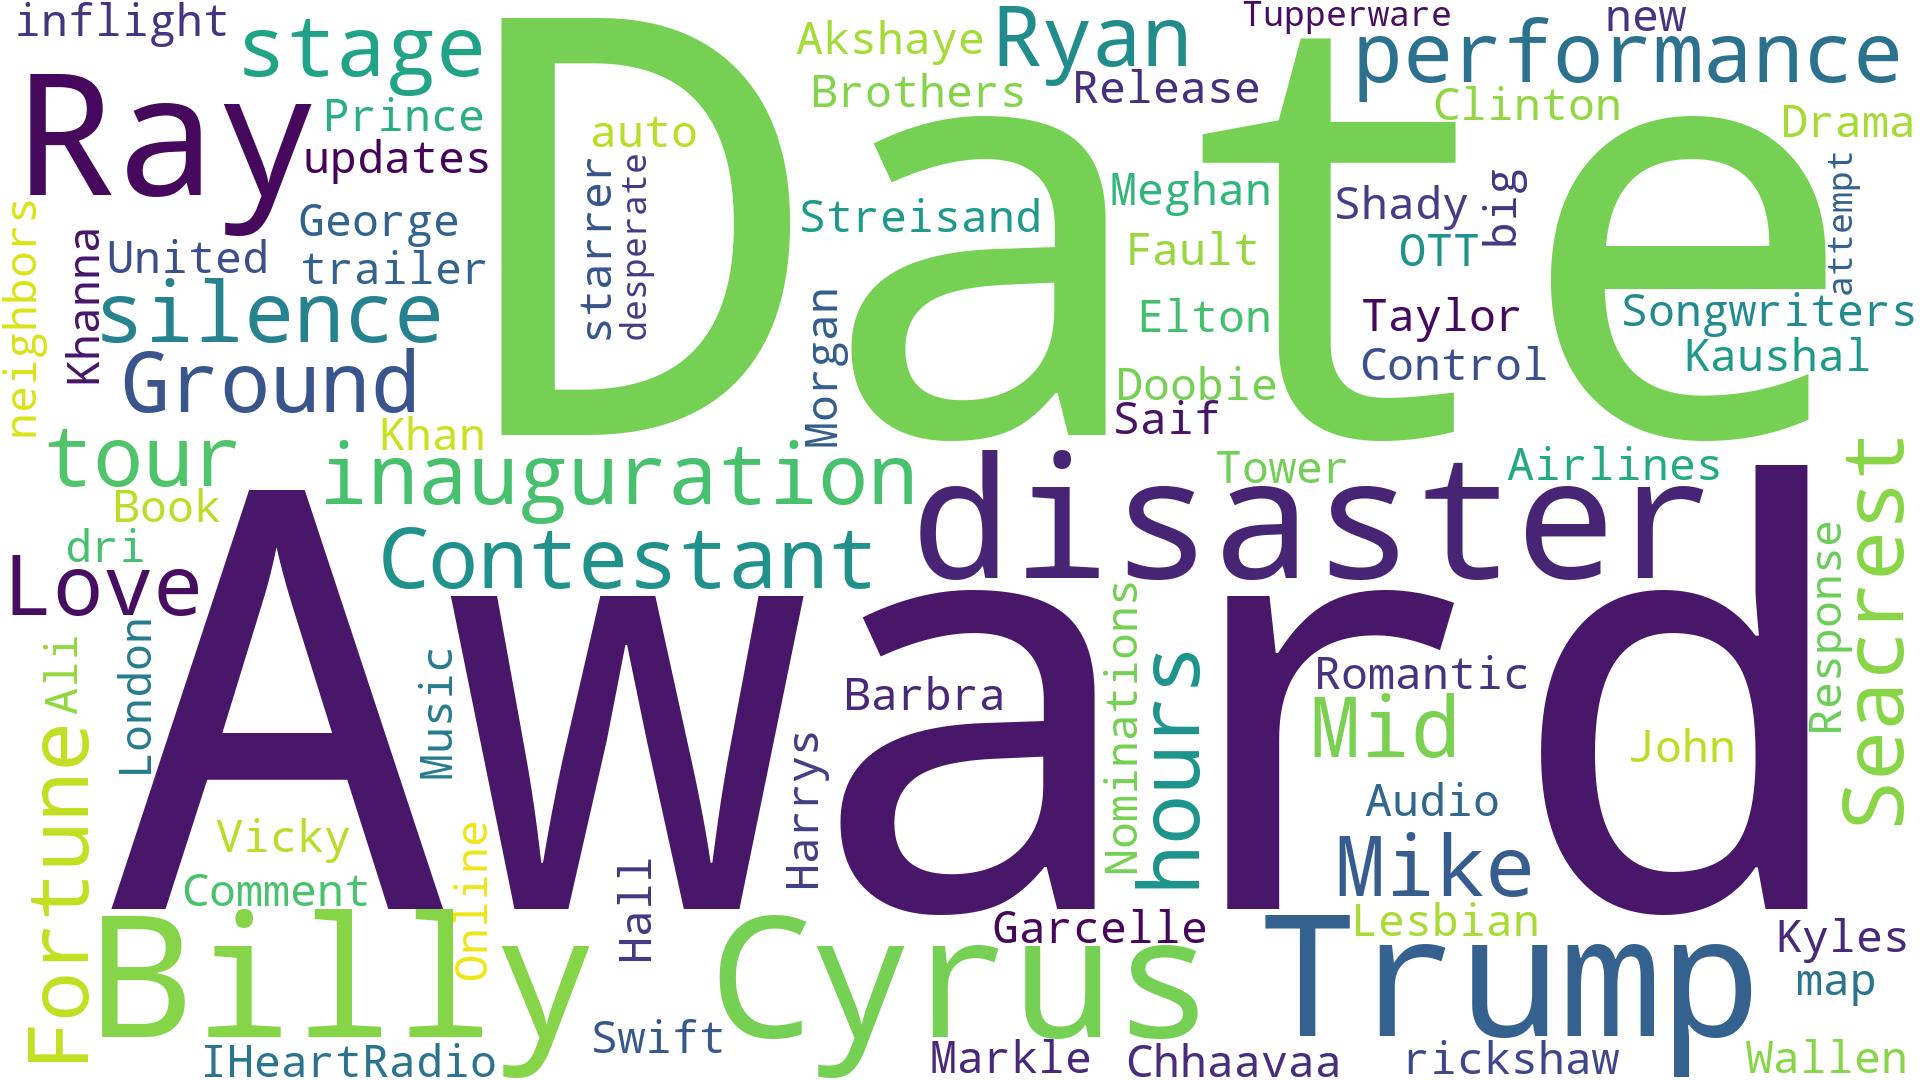 inflight
stage
Akshaye
Ryan
Tupperware
new
performance
Ray
Prince
updates
Date
auto
Brothers
Release
Clinton
Drama
starrer
desperate
Streisand
Meghan
Shady
big
attempt
neighbors
Khanna
United
George
trailer
Fault
OTT
silence
Ground
Morgan
Elton
Taylor
Control
Songwriters
Kaushal
Doobie
Saif
tour
Khan
inauguration
disaster
Tower
Airlines
Seacrest
Book
dri
Love
Contestant
Award
Response
Fortune
Ali
London
Music
Barbra
Harrys
Nominations
hours
Romantic
Mid
John
Audio
Mike
Vicky
Comment
Online
Hall
Billy
Cyrus
Garcelle
Trump
Lesbian
Kyles
map
IHeartRadio
Swift
Markle
Chhaavaa
rickshaw
Wallen